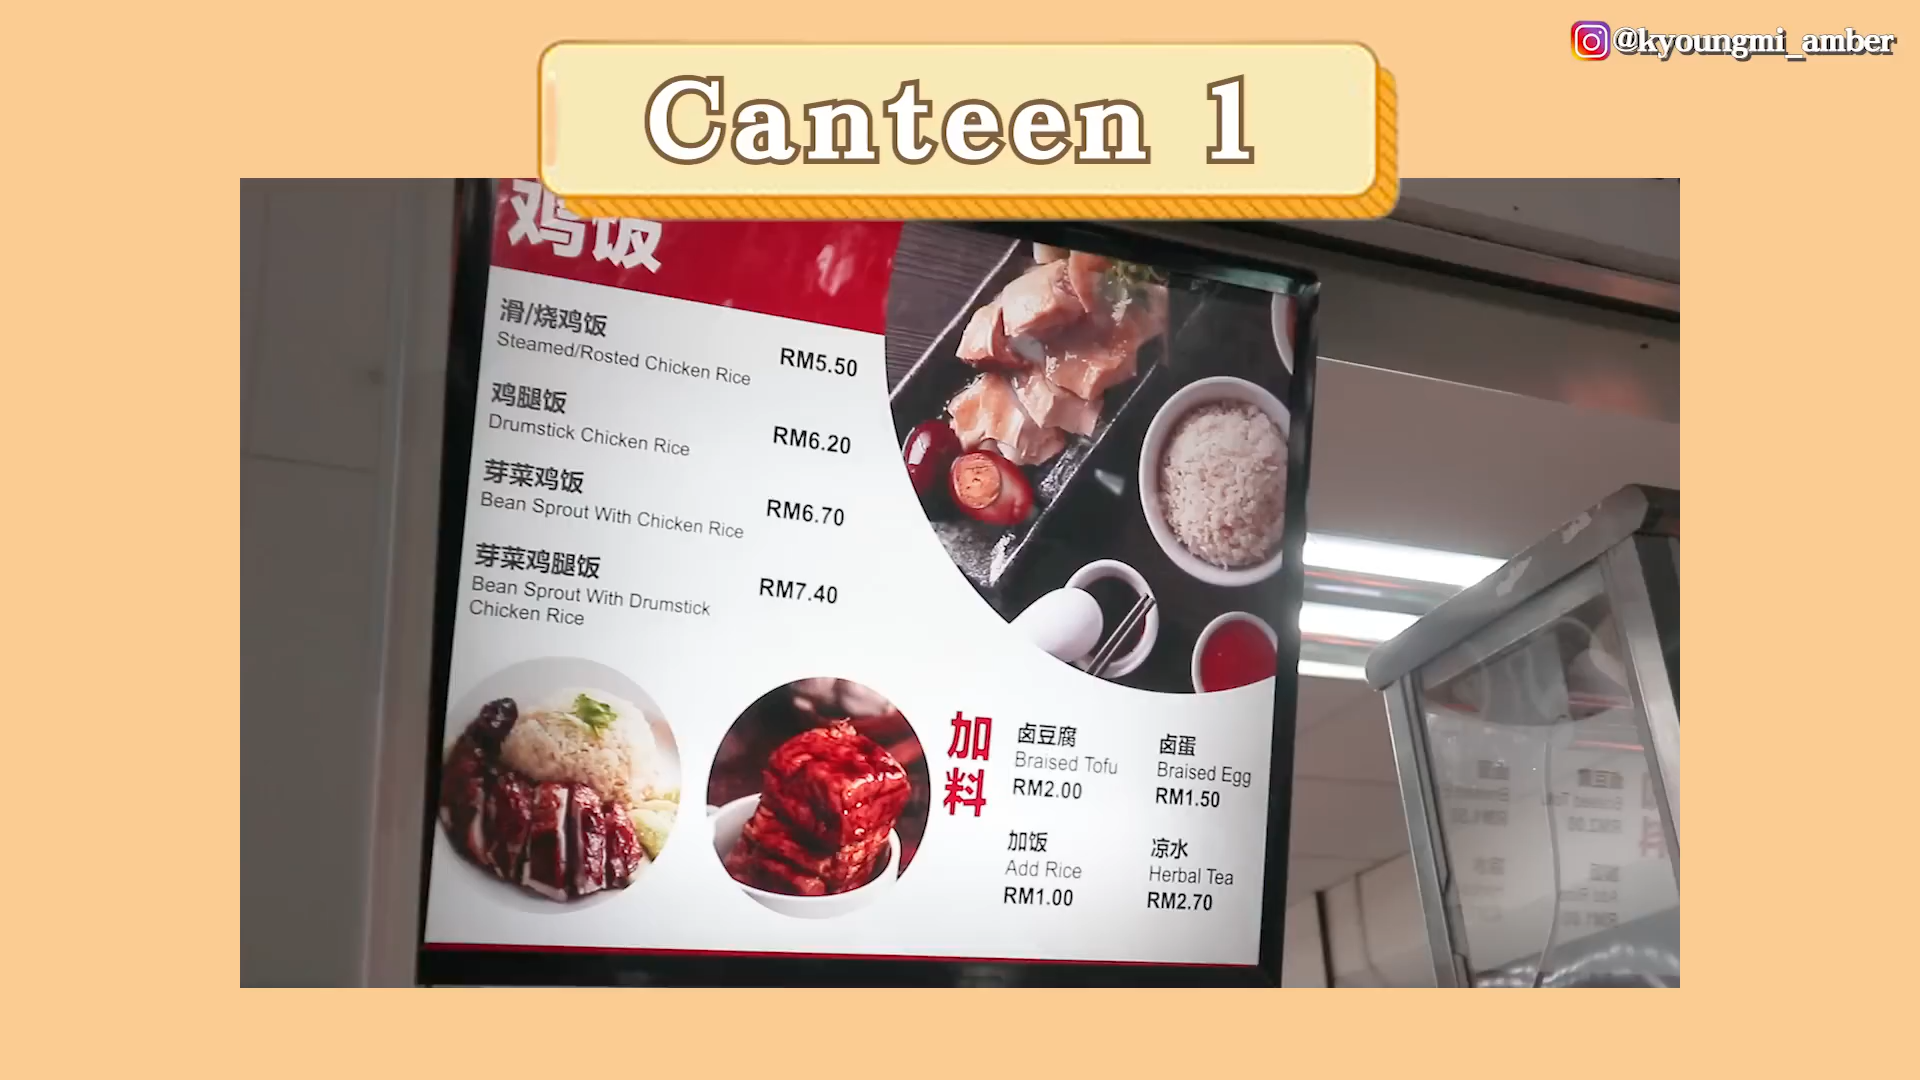 @kyoungmi_amber
Canteen 1
鸡饭
滑/烧鸡饭
Steamed/Rosted Chicken Rice
RM5.50
鸡腿饭
Drumstick Chicken Rice
RM6.20
芽菜鸡饭
Bean Sprout With Chicken Rice
RM6.70
芽菜鸡腿饭
Bean Sprout With Drumstick
Chicken Rice
RM7.40
加料
卤豆腐
Braised Tofu
RM2.00
卤蛋
Braised Egg
RM1.50
加饭
Add Rice
RM1.00
凉水
Herbal Tea
RM2.70